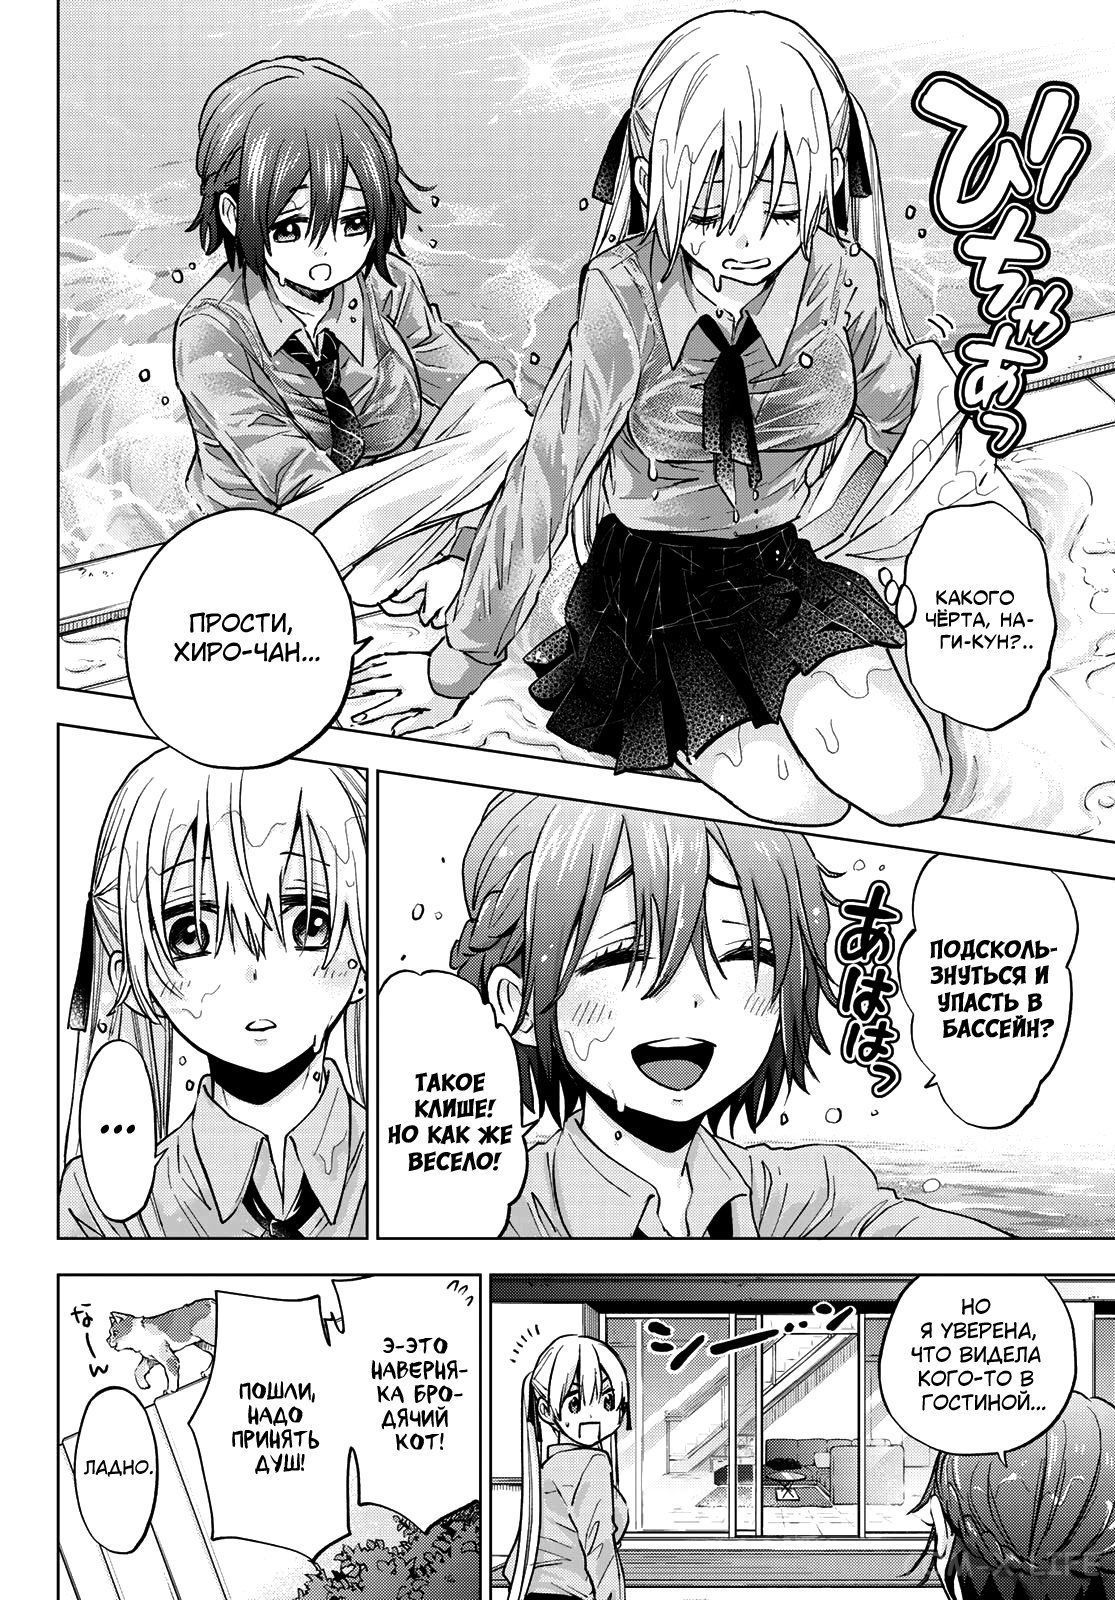 びちゃあっ
КАКОГО
ЧЁРТА, НА-
ГИ-КУН?..
ПРОСТИ,
ХИРО-ЧАН...
ПОДСКОЛЬ-
ЗНУТЬСЯ И
УПАСТЬ В
БАССЕЙН?
あははっ
ТАКОЕ
КЛИШЕ!
НО КАК ЖЕ
ВЕСЕЛО!
...
НО
Я УВЕРЕНА,
ЧТО ВИДЕЛА
КОГО-ТО В
ГОСТИНОЙ...
シーン
Э-ЭТО
НАВЕРНЯ-
КА БРО-
ДЯЧИЙ
КОТ!
ПОШЛИ,
НАДО
ПРИНЯТЬ
ДУШ!
なーん
ЛАДНО.